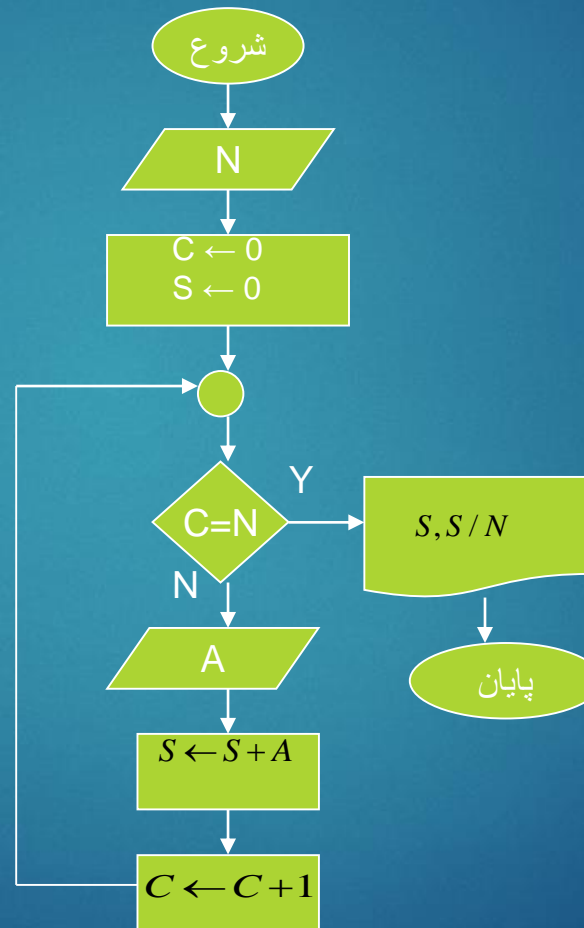 شروع
N
C ← 0
S ← 0
C=N
Y
S, S / N
پایان
N
A
S ← S + A
C ← C + 1